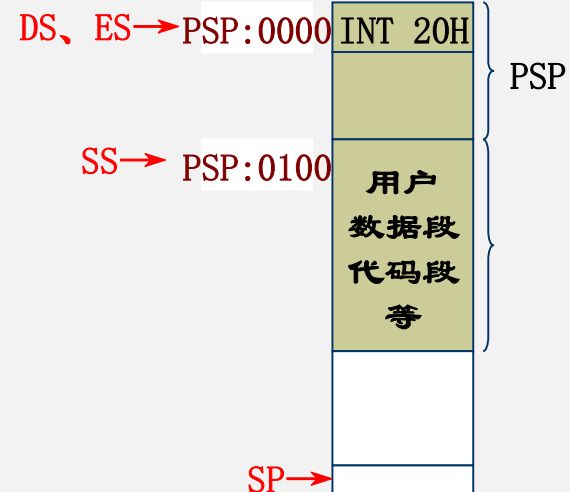 DS、ES PSP:0000 INT 20H
PSP
SS PSP:0100
用户
数据段
代码段
等
SP